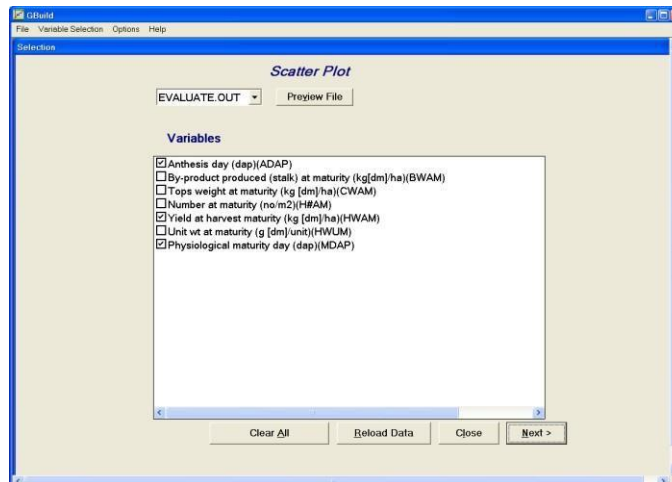 GBuild
File Variable Selection Options Help
Selection
Scatter Plot
EVALUATE.OUT Preview File
Variables
Anthesis day (dap)(ADAP)
By-product produced (stalk) at maturity (kg[dm]/ha)(BWAM)
Tops weight at maturity (kg [dm]/ha)(CWAM)
Number at maturity (no/m2)(H#AM)
Yield at harvest maturity (kg [dm]/ha)(HWAM)
Unit wt at maturity (g [dm]/unit)(HWUM)
Physiological maturity day (dap)(MDAP)
Clear All Reload Data Close Next >